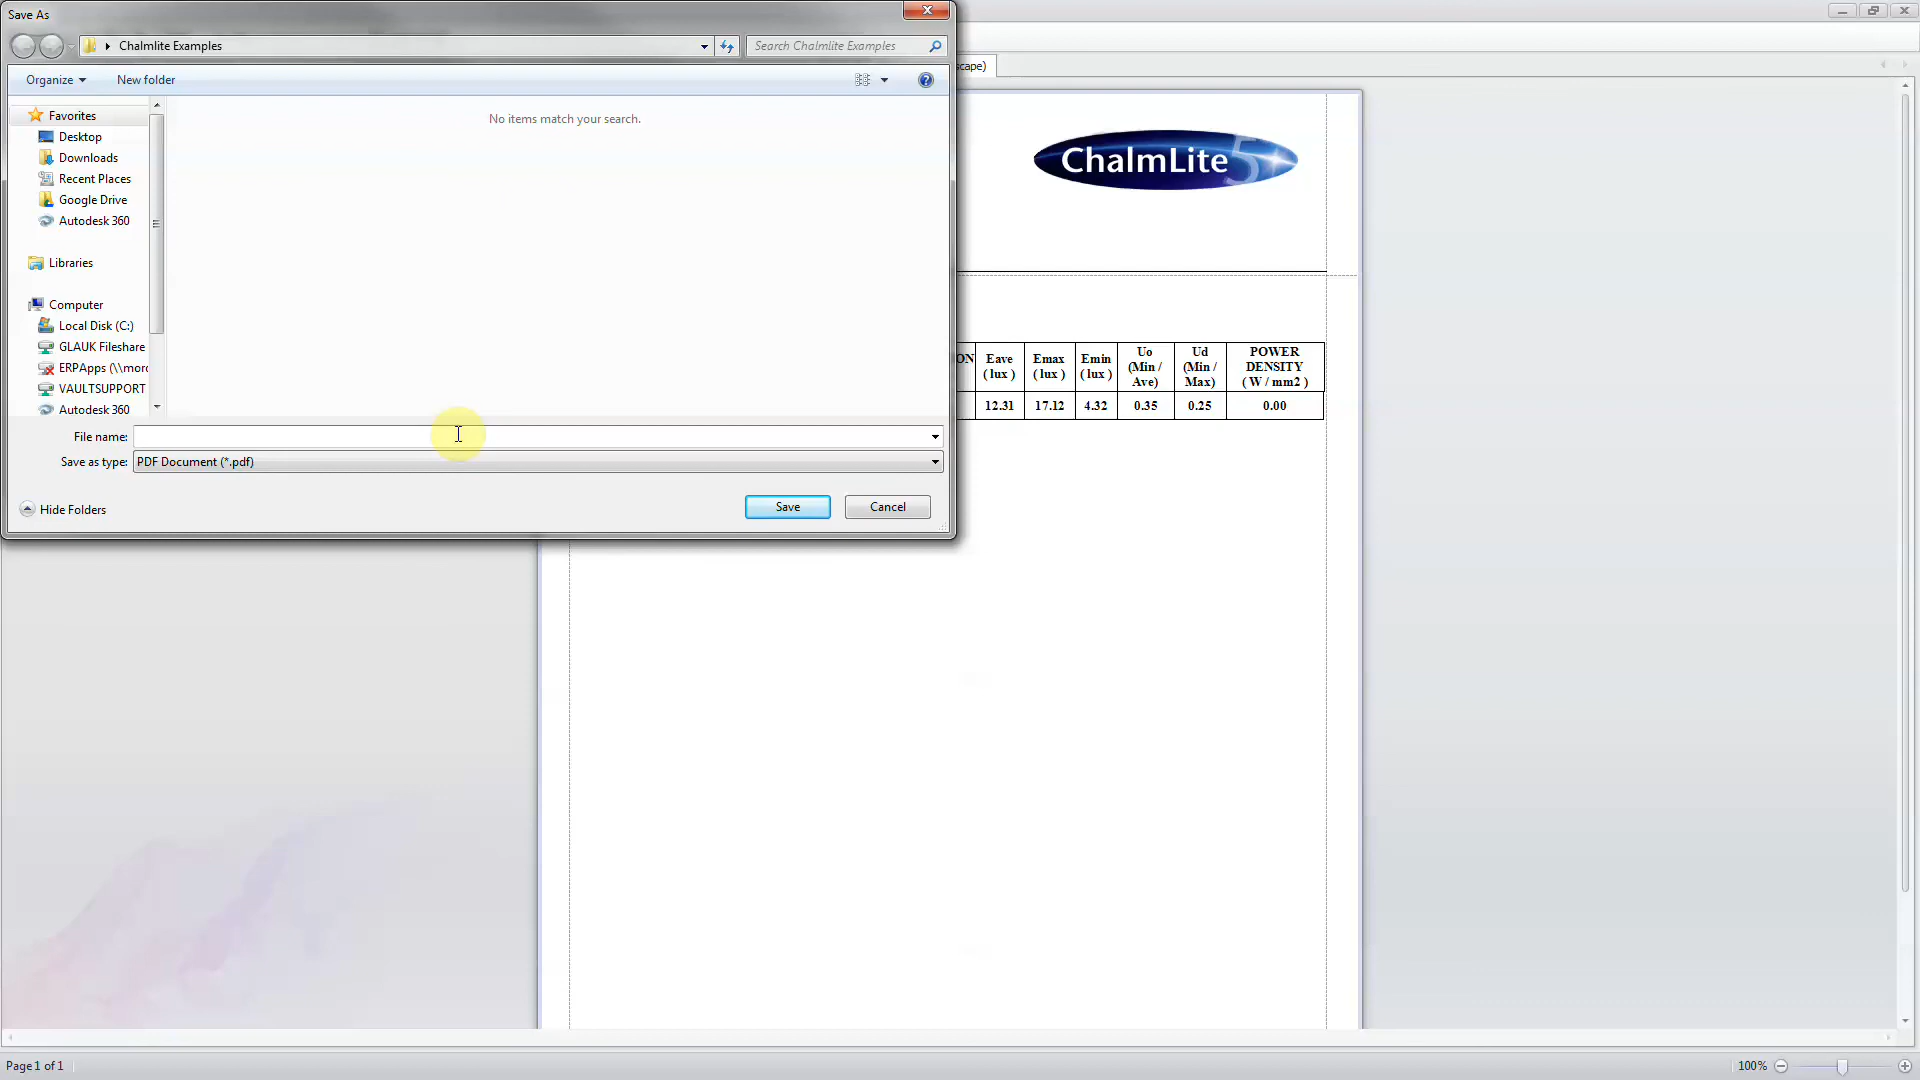 Save As
Chalmlite Examples
Search Chalmlite Examples
Organize
New folder
Favorites
Desktop
Downloads
Recent Places
Google Drive
Autodesk 360
Libraries
Computer
Local Disk (C:)
GLAUK Fileshare
ERPApps (\\morc
VAULTSUPPORT
Autodesk 360
No items match your search.
File name:
Save as type: PDF Document (*.pdf)
Hide Folders
Save
Cancel
scape)
ChalmLite 5
ON
Eave
( lux )
Emax
( lux )
Emin
( lux )
Uo
(Min /
Ave)
Ud
(Min /
Max)
POWER
DENSITY
( W / mm2 )
12.31 17.12 4.32 0.35 0.25 0.00
Page 1 of 1
100%